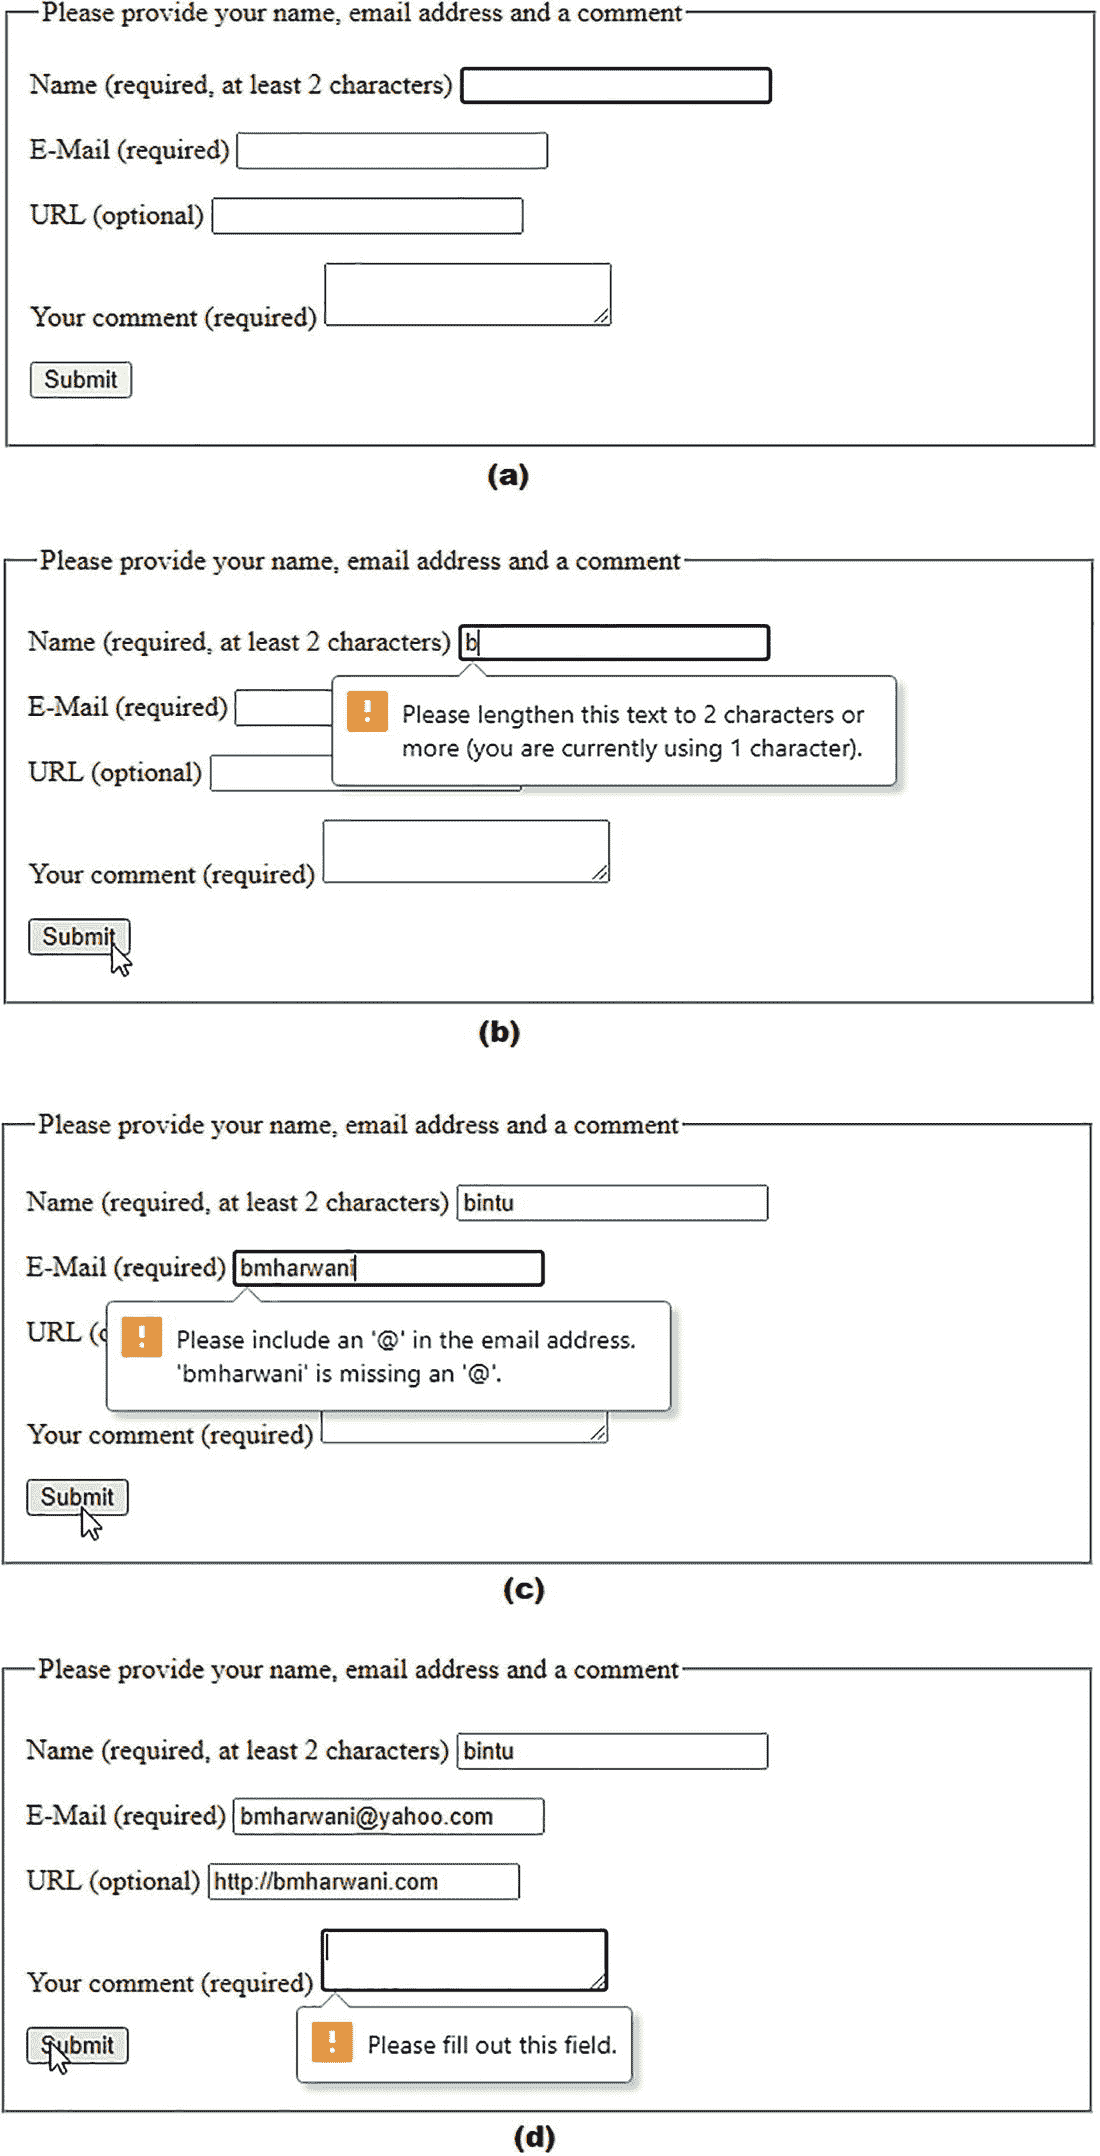 Please provide your name, email address and a comment
Name (required, at least 2 characters)
E-Mail (required)
URL (optional)
Your comment (required)
Submit
(a)
Please provide your name, email address and a comment
Name (required, at least 2 characters) b
E-Mail (required)
Please lengthen this text to 2 characters or
more (you are currently using 1 character).
URL (optional)
Your comment (required)
Submit
(b)
Please provide your name, email address and a comment
Name (required, at least 2 characters) bintu
E-Mail (required) bmharwani
URL (
Please include an '@' in the email address.
'bmharwani' is missing an '@'.
Your comment (required)
Submit
(c)
Please provide your name, email address and a comment
Name (required, at least 2 characters) bintu
E-Mail (required) bmharwani@yahoo.com
URL (optional) http://bmharwani.com
Your comment (required)
Submit
Please fill out this field.
(d)